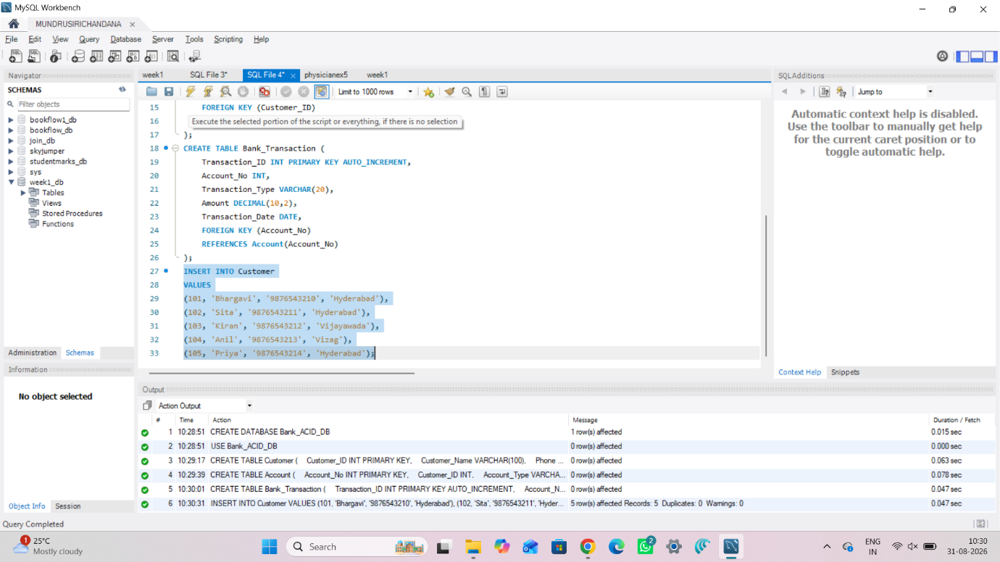 MySQL Workbench
MUNDRUSIRICHANDANA
File Edit View Query Database Server Tools Scripting Help
Navigator
SCHEMAS
Filter objects
bookflow1_db
bookflow_db
join_db
skyjumper
studentmarks_db
sys
week1_db
Tables
Views
Stored Procedures
Functions
Administration Schemas
Information
No object selected
Object Info Session
week1 SQL File 3* SQL File 4* physicianex5 week1
Limit to 1000 rows
15 FOREIGN KEY (Customer_ID)
16
Execute the selected portion of the script or everything, if there is no selection
17 );
18 CREATE TABLE Bank_Transaction (
19 Transaction_ID INT PRIMARY KEY AUTO_INCREMENT,
20 Account_No INT,
21 Transaction_Type VARCHAR(20),
22 Amount DECIMAL(10,2),
23 Transaction_Date DATE,
24 FOREIGN KEY (Account_No)
25 REFERENCES Account(Account_No)
26 );
27 INSERT INTO Customer
28 VALUES
29 (101, 'Bhargavi', '9876543210', 'Hyderabad'),
30 (102, 'Sita', '9876543211', 'Hyderabad'),
31 (103, 'Kiran', '9876543212', 'Vijayawada'),
32 (104, 'Anil', '9876543213', 'Vizag'),
33 (105, 'Priya', '9876543214', 'Hyderabad');
SQLAdditions
Jump to
Automatic context help is disabled.
Use the toolbar to manually get help
for the current caret position or to
toggle automatic help.
Context Help Snippets
Output
Action Output
# Time Action Message Duration / Fetch
1 10:28:51 CREATE DATABASE Bank_ACID_DB 1 row(s) affected 0.015 sec
2 10:28:51 USE Bank_ACID_DB 0 row(s) affected 0.000 sec
3 10:29:17 CREATE TABLE Customer ( Customer_ID INT PRIMARY KEY, Customer_Name VARCHAR(100), Phone ... 0 row(s) affected 0.063 sec
4 10:29:39 CREATE TABLE Account ( Account_No INT PRIMARY KEY, Customer_ID INT, Account_Type VARCHA... 0 row(s) affected 0.078 sec
5 10:30:01 CREATE TABLE Bank_Transaction ( Transaction_ID INT PRIMARY KEY AUTO_INCREMENT, Account_N... 0 row(s) affected 0.047 sec
6 10:30:31 INSERT INTO Customer VALUES (101, 'Bhargavi', '9876543210', 'Hyderabad'), (102, 'Sita', '9876543211', 'Hyder... 5 row(s) affected Records: 5 Duplicates: 0 Warnings: 0 0.047 sec
Query Completed
1
25°C
Mostly cloudy
Search
2
ENG
IN
10:30
31-08-2026